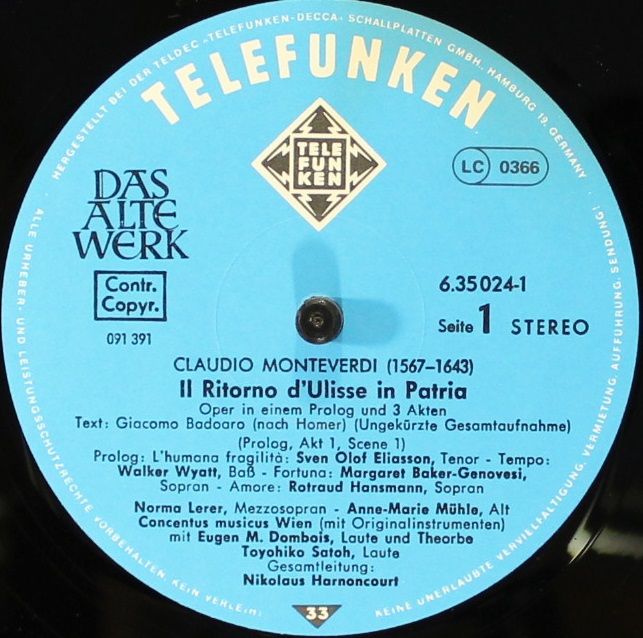 HERGESTELLT BEI DER TELDEC »TELEFUNKEN-DECCA« SCHALLPLATTEN GMBH., HAMBURG 19, GERMANY
TELEFUNKEN
TELE
FUN
KEN
LC 0366
DAS
ALTE
WERK
Contr.
Copyr.
091 391
6.35024-1
Seite 1 STEREO
CLAUDIO MONTEVERDI (1567–1643)
Il Ritorno d'Ulisse in Patria
Oper in einem Prolog und 3 Akten
Text: Giacomo Badoaro (nach Homer) (Ungekürzte Gesamtaufnahme)
(Prolog, Akt 1, Scene 1)
Prolog: L'humana fragilità: Sven Olof Eliasson, Tenor - Tempo:
Walker Wyatt, Baß - Fortuna: Margaret Baker-Genovesi,
Sopran - Amore: Rotraud Hansmann, Sopran
Norma Lerer, Mezzosopran - Anne-Marie Mühle, Alt
Concentus musicus Wien (mit Originalinstrumenten)
mit Eugen M. Dombois, Laute und Theorbe
Toyohiko Satoh, Laute
Gesamtleitung:
Nikolaus Harnoncourt
33
ALLE URHEBER- UND LEISTUNGSSCHUTZRECHTE VORBEHALTEN. KEIN VERLEIH!
KEINE UNERLAUBTE VERVIELFÄLTIGUNG, VERMIETUNG, AUFFÜHRUNG, SENDUNG!